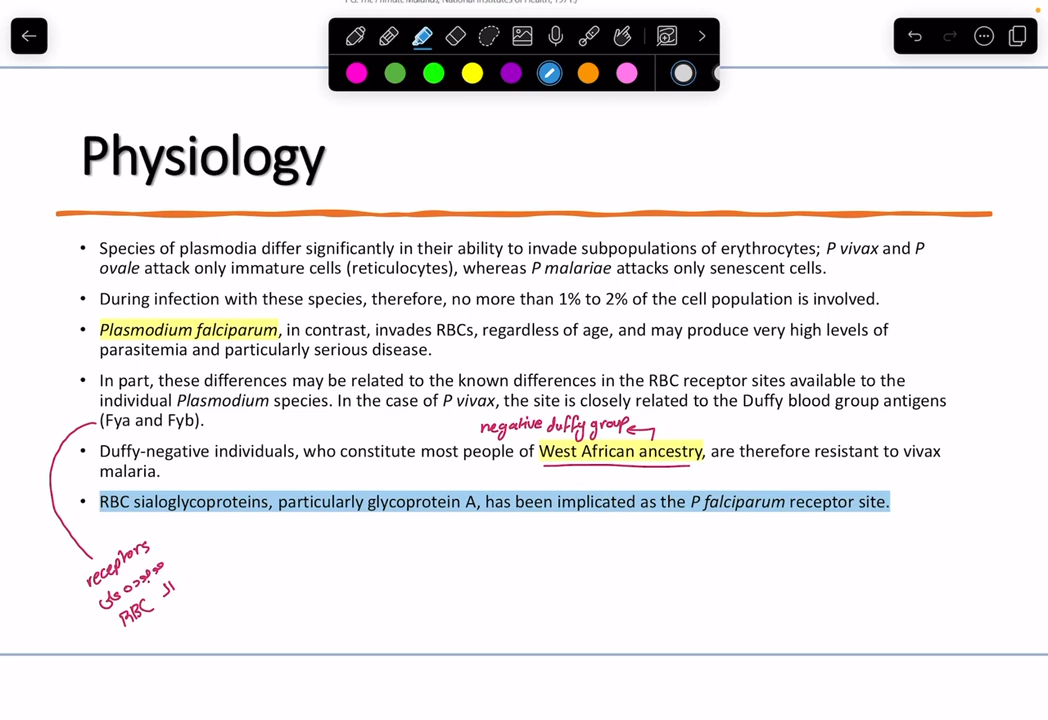 Physiology
• Species of plasmodia differ significantly in their ability to invade subpopulations of erythrocytes; P vivax and P
ovale attack only immature cells (reticulocytes), whereas P malariae attacks only senescent cells.
• During infection with these species, therefore, no more than 1% to 2% of the cell population is involved.
• Plasmodium falciparum, in contrast, invades RBCs, regardless of age, and may produce very high levels of
parasitemia and particularly serious disease.
• In part, these differences may be related to the known differences in the RBC receptor sites available to the
individual Plasmodium species. In the case of P vivax, the site is closely related to the Duffy blood group antigens
(Fya and Fyb).
negative duffy group
• Duffy-negative individuals, who constitute most people of West African ancestry, are therefore resistant to vivax
malaria.
• RBC sialoglycoproteins, particularly glycoprotein A, has been implicated as the P falciparum receptor site.
receptors
موجودة على
ال RBC